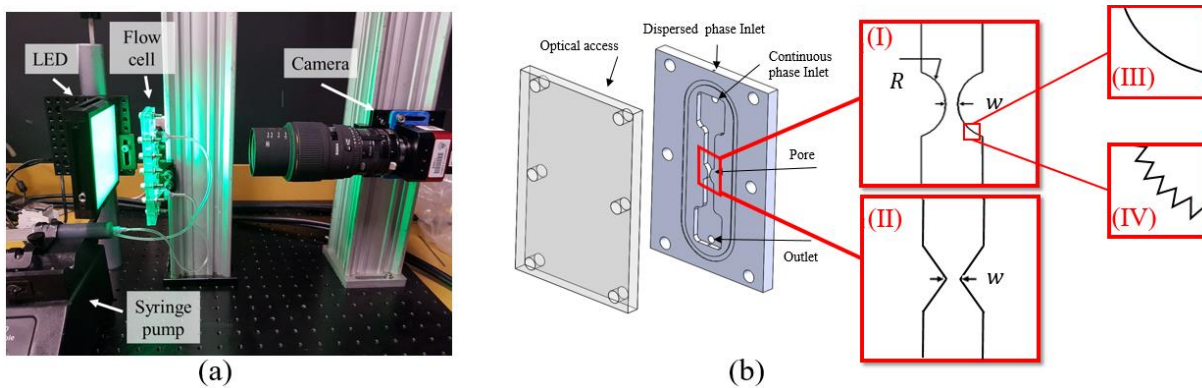 LED
Flow
cell
Camera
Syringe
pump
(a)
Optical access
Dispersed phase Inlet
Continuous
phase Inlet
Pore
Outlet
(b)
(I)
R
w
(II)
w
(III)
(IV)